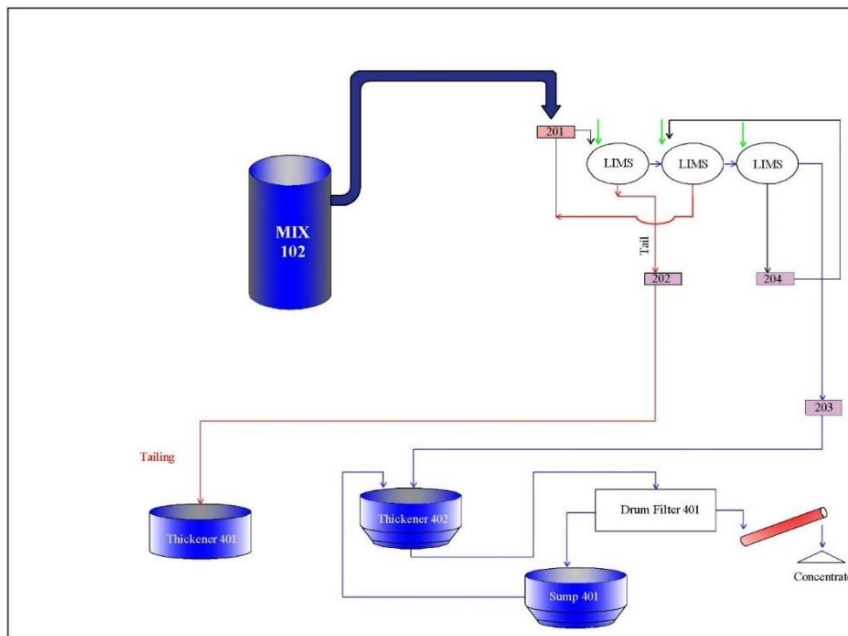 201
LIMS
LIMS
LIMS
MIX
102
Tail
202
204
203
Tailing
Thickener 401
Thickener 402
Drum Filter 401
Sump 401
Concentrate